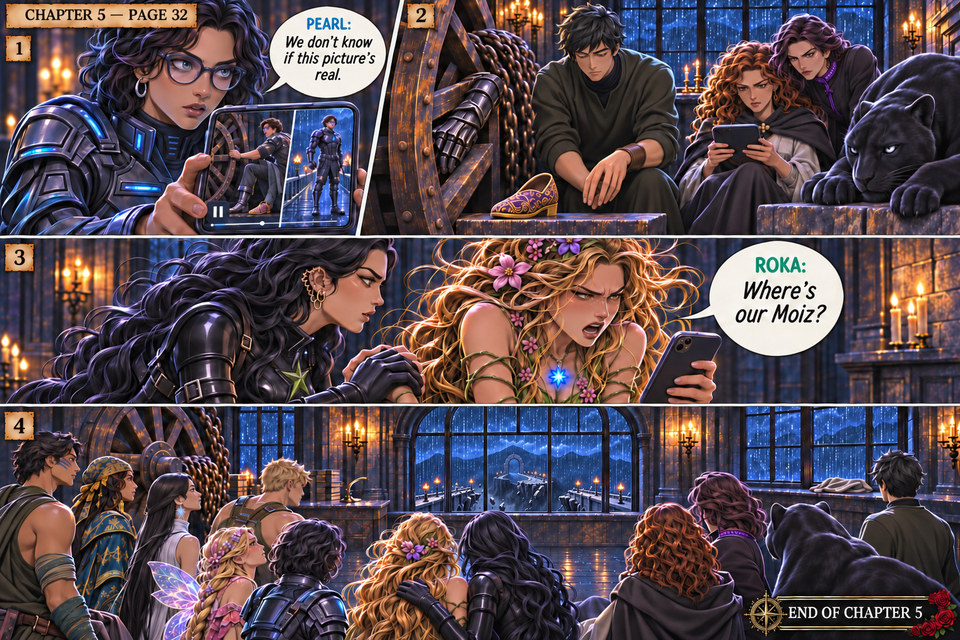 CHAPTER 5 — PAGE 32
1
PEARL:
We don't know
if this picture's
real.
2
3
ROKA:
Where's
our Moiz?
4
END OF CHAPTER 5